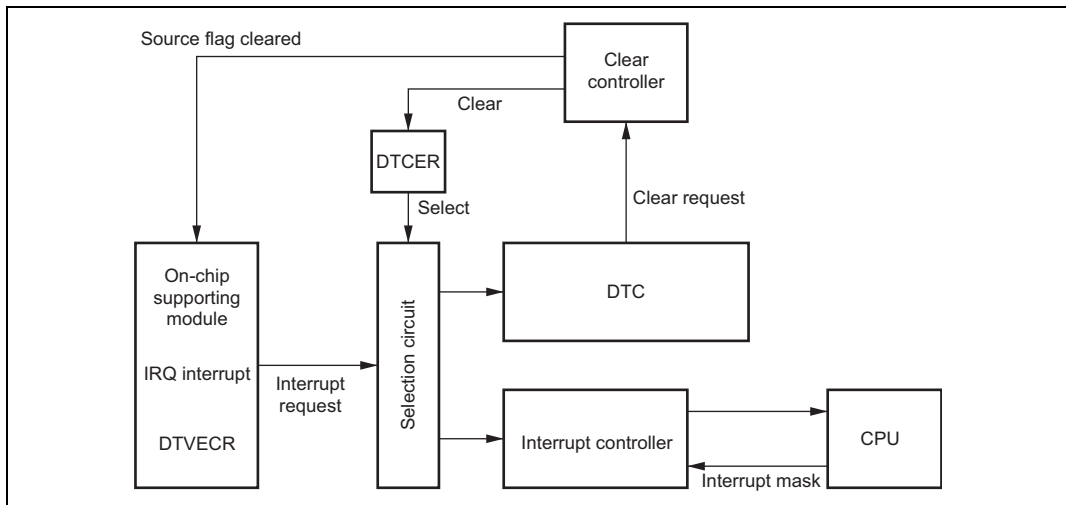 Source flag cleared
Clear
controller
Clear
DTCER
Clear request
Select
On-chip
supporting
module
IRQ interrupt
DTVECR
Interrupt
request
Selection circuit
DTC
Interrupt controller
CPU
Interrupt mask